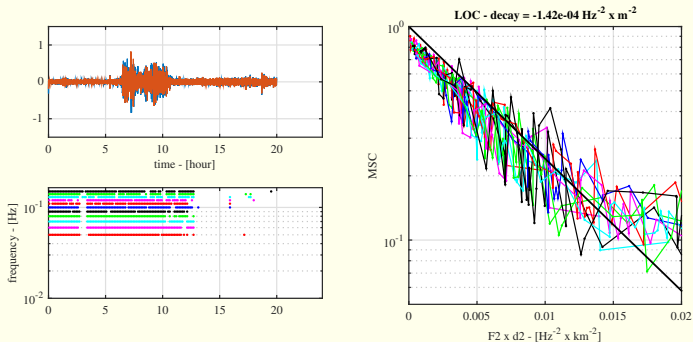 1
0
-1
0 5 10 15 20
time - [hour]
10^-1
10^-2
frequency - [Hz]
0 10 20
LOC - decay = -1.42e-04 Hz^-2 x m^-2
10^0
10^-1
MSC
0 0.005 0.01 0.015 0.02
F2 x d2 - [Hz^-2 x km^-2]